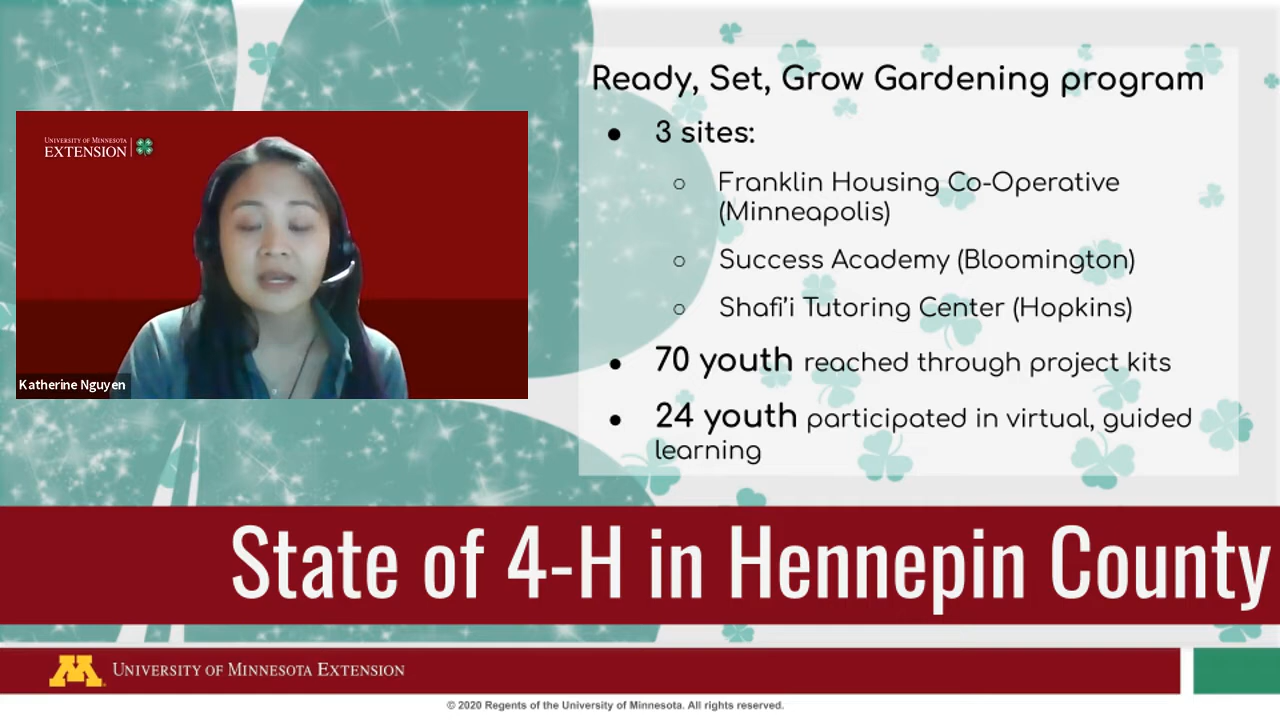 Ready, Set, Grow Gardening program
● 3 sites:
○ Franklin Housing Co-Operative
(Minneapolis)
○ Success Academy (Bloomington)
○ Shafi'i Tutoring Center (Hopkins)
● 70 youth reached through project kits
● 24 youth participated in virtual, guided
learning
UNIVERSITY OF MINNESOTA
EXTENSION
Katherine Nguyen
State of 4-H in Hennepin County
M UNIVERSITY OF MINNESOTA EXTENSION
© 2020 Regents of the University of Minnesota. All rights reserved.